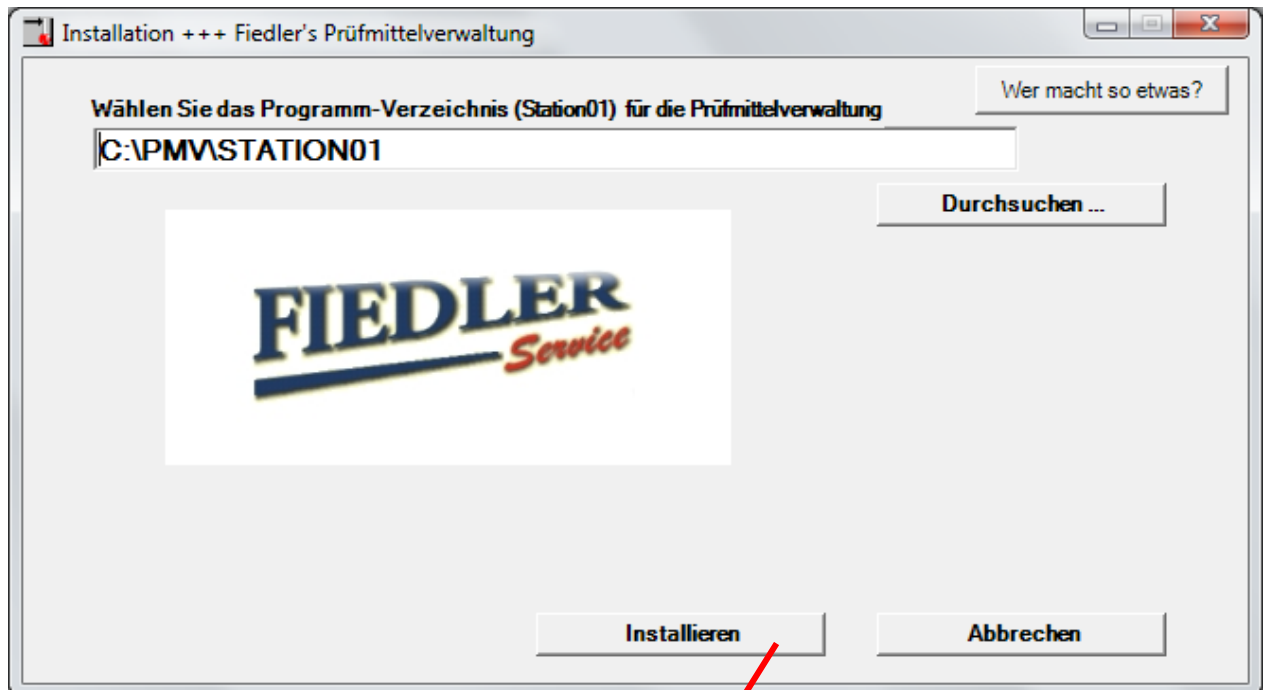 Installation +++ Fiedler's Prüfmittelverwaltung
Wer macht so etwas?
Wählen Sie das Programm-Verzeichnis (Station01) für die Prüfmittelverwaltung
C:\PMV\STATION01
Durchsuchen ...
FIEDLER
Service
Installieren
Abbrechen